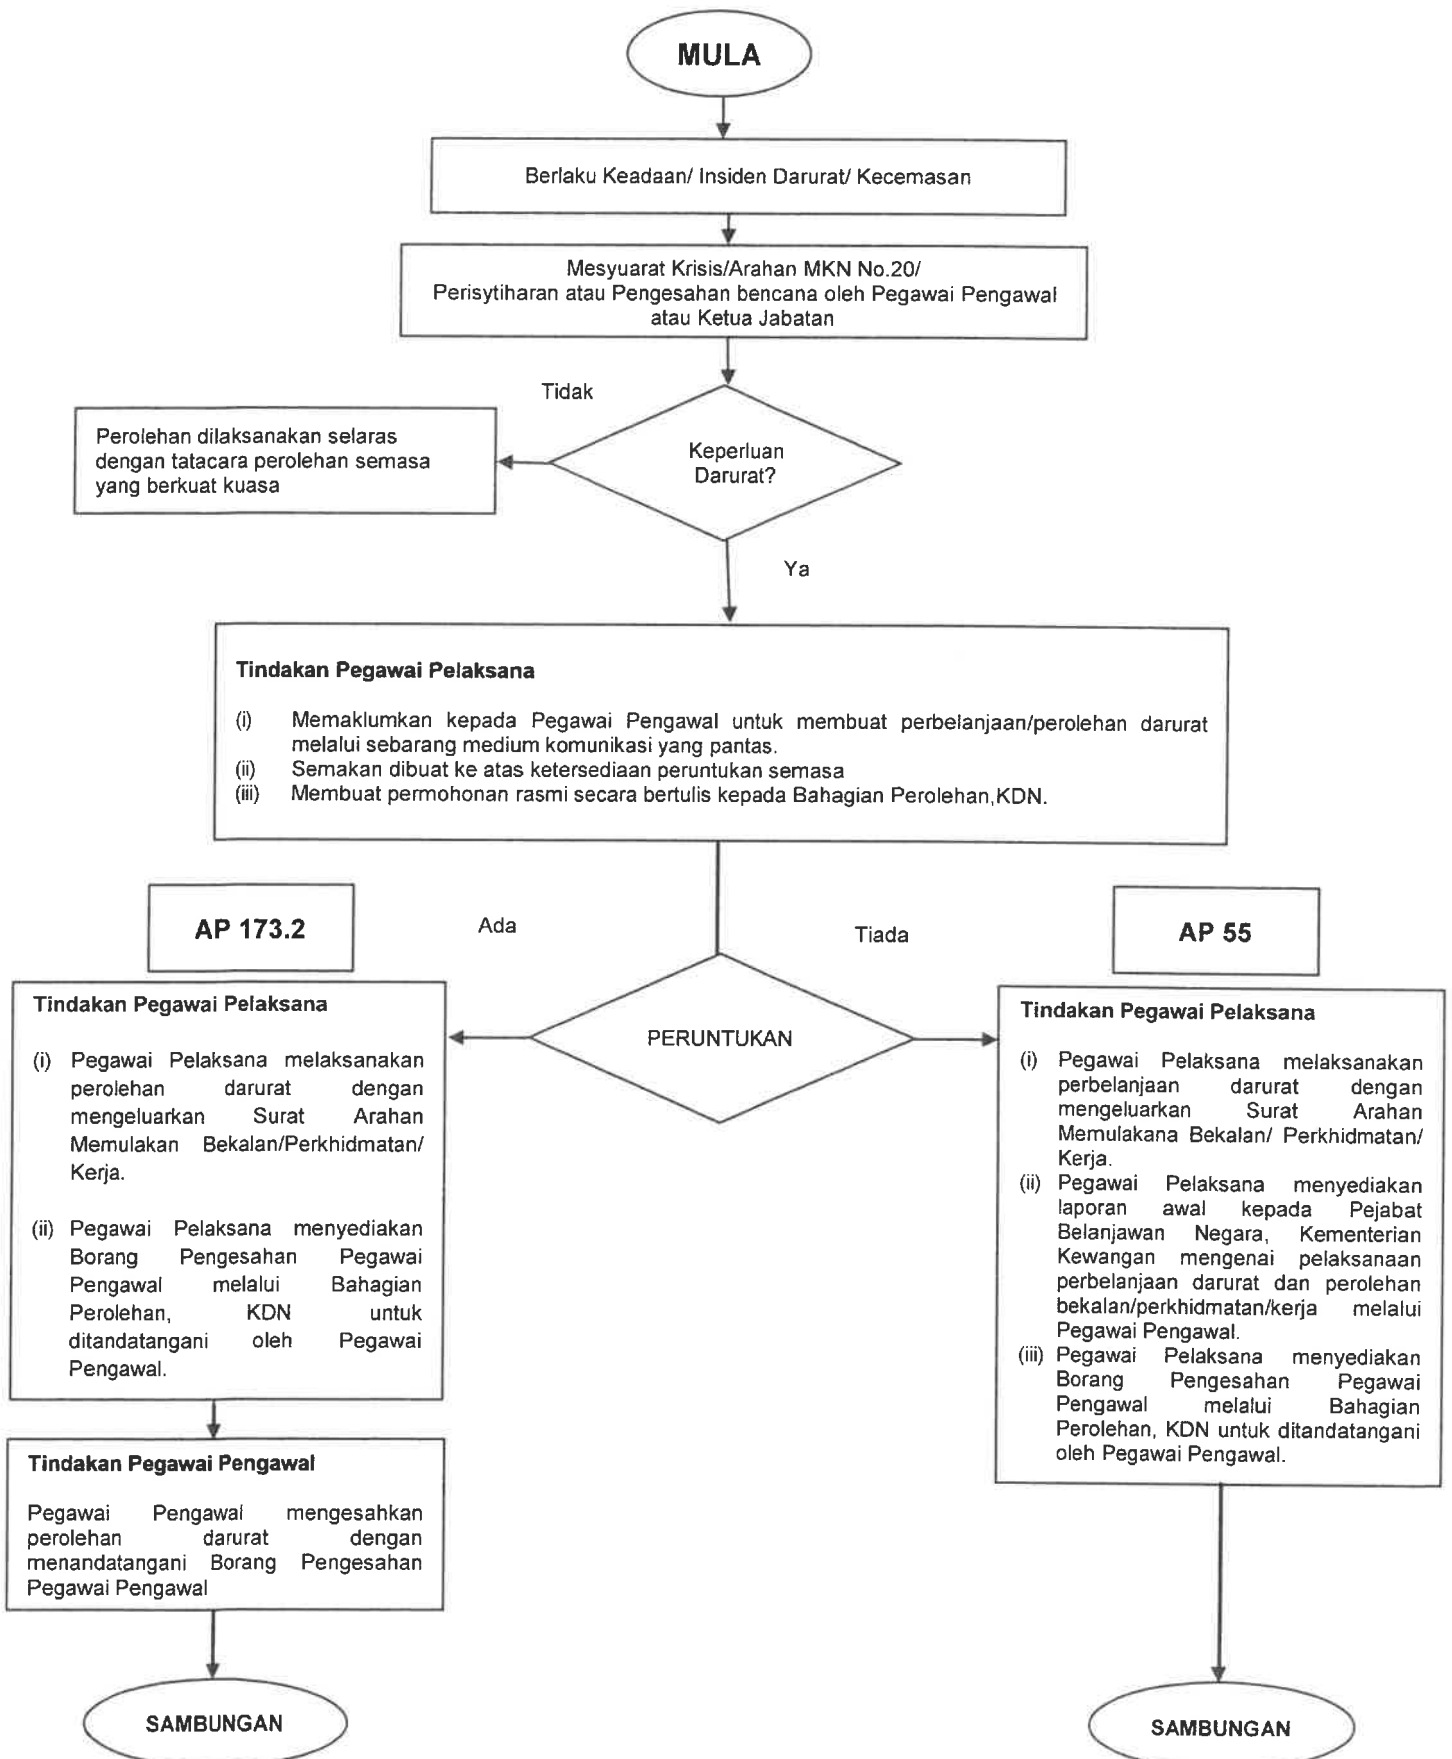 MULA
Berlaku Keadaan/ Insiden Darurat/ Kecemasan
Mesyuarat Krisis/Arahan MKN No.20/
Perisytiharan atau Pengesahan bencana oleh Pegawai Pengawal
atau Ketua Jabatan
Tidak
Perolehan dilaksanakan selaras
dengan tatacara perolehan semasa
yang berkuat kuasa
Keperluan
Darurat?
Ya
Tindakan Pegawai Pelaksana
(i) Memaklumkan kepada Pegawai Pengawal untuk membuat perbelanjaan/perolehan darurat
melalui sebarang medium komunikasi yang pantas.
(ii) Semakan dibuat ke atas ketersediaan peruntukan semasa
(iii) Membuat permohonan rasmi secara bertulis kepada Bahagian Perolehan,KDN.
AP 173.2
Ada
Tiada
AP 55
PERUNTUKAN
Tindakan Pegawai Pelaksana
(i) Pegawai Pelaksana melaksanakan
perolehan darurat dengan
mengeluarkan Surat Arahan
Memulakan Bekalan/Perkhidmatan/
Kerja.
(ii) Pegawai Pelaksana menyediakan
Borang Pengesahan Pegawai
Pengawal melalui Bahagian
Perolehan, KDN untuk
ditandatangani oleh Pegawai
Pengawal.
Tindakan Pegawai Pengawal
Pegawai Pengawal mengesahkan
perolehan darurat dengan
menandatangani Borang Pengesahan
Pegawai Pengawal
SAMBUNGAN
Tindakan Pegawai Pelaksana
(i) Pegawai Pelaksana melaksanakan
perbelanjaan darurat dengan
mengeluarkan Surat Arahan
Memulakana Bekalan/ Perkhidmatan/
Kerja.
(ii) Pegawai Pelaksana menyediakan
laporan awal kepada Pejabat
Belanjawan Negara, Kementerian
Kewangan mengenai pelaksanaan
perbelanjaan darurat dan perolehan
bekalan/perkhidmatan/kerja melalui
Pegawai Pengawal.
(iii) Pegawai Pelaksana menyediakan
Borang Pengesahan Pegawai
Pengawal melalui Bahagian
Perolehan, KDN untuk ditandatangani
oleh Pegawai Pengawal.
SAMBUNGAN